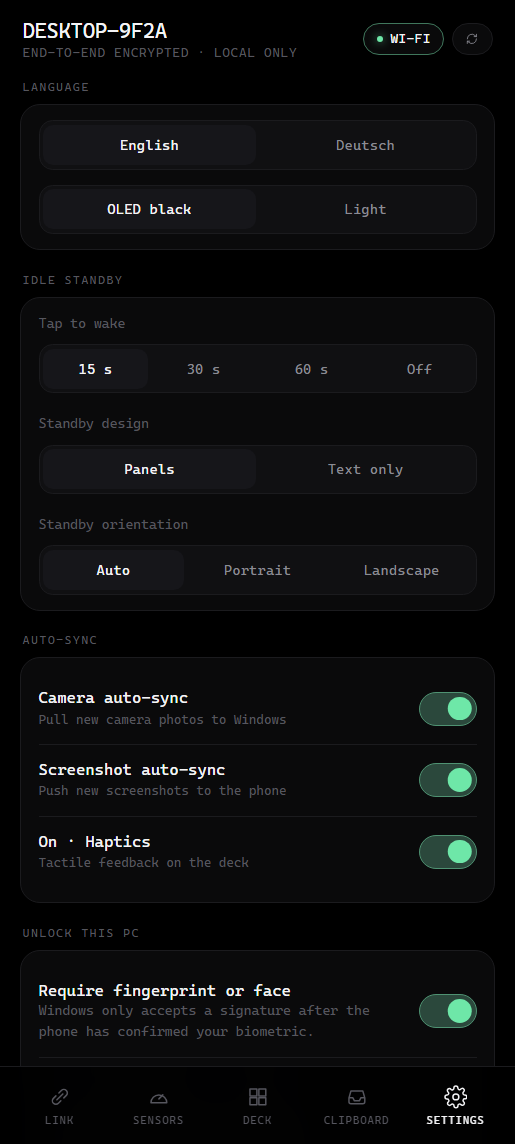 DESKTOP-9F2A
END-TO-END ENCRYPTED · LOCAL ONLY
WI-FI
LANGUAGE
English Deutsch
OLED black Light
IDLE STANDBY
Tap to wake
15 s 30 s 60 s Off
Standby design
Panels Text only
Standby orientation
Auto Portrait Landscape
AUTO-SYNC
Camera auto-sync
Pull new camera photos to Windows
Screenshot auto-sync
Push new screenshots to the phone
On · Haptics
Tactile feedback on the deck
UNLOCK THIS PC
Require fingerprint or face
Windows only accepts a signature after the
phone has confirmed your biometric.
LINK SENSORS DECK CLIPBOARD SETTINGS